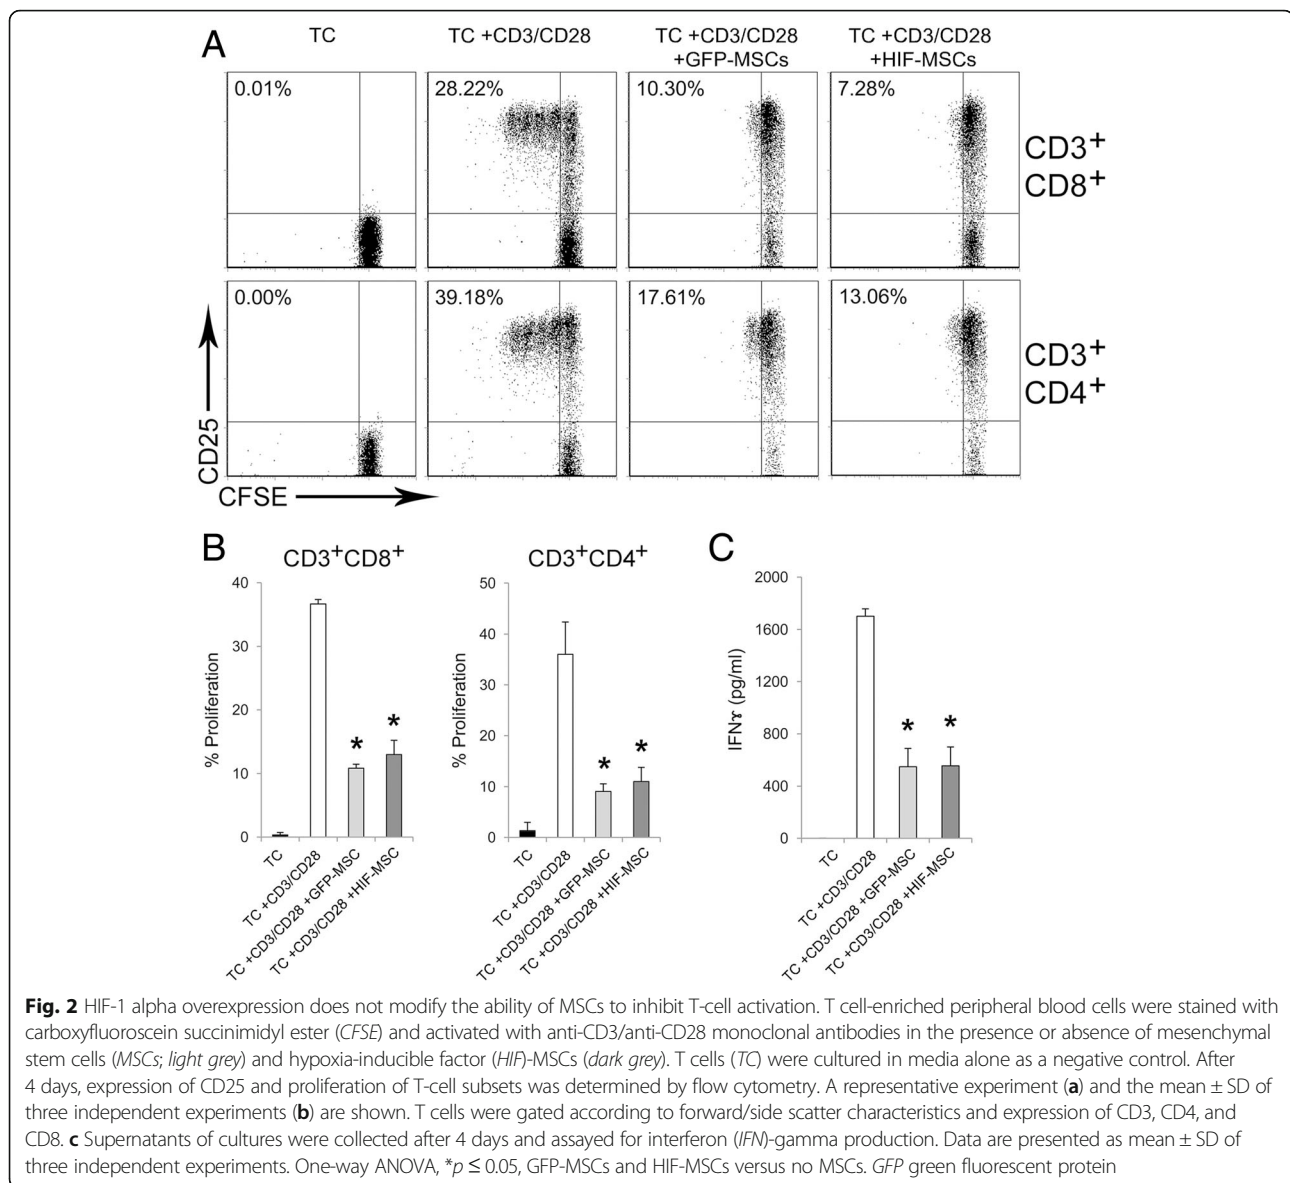 A
TC
TC +CD3/CD28
TC +CD3/CD28
+GFP-MSCs
TC +CD3/CD28
+HIF-MSCs
0.01%
28.22%
10.30%
7.28%
CD3+
CD8+
0.00%
39.18%
17.61%
13.06%
CD3+
CD4+
CD25
CFSE
B
CD3+CD8+
40
30
20
10
0
% Proliferation
*
*
TC
TC +CD3/CD28
TC +CD3/CD28 +GFP-MSC
TC +CD3/CD28 +HIF-MSC
CD3+CD4+
50
40
30
20
10
0
% Proliferation
*
*
TC
TC +CD3/CD28
TC +CD3/CD28 +GFP-MSC
TC +CD3/CD28 +HIF-MSC
C
2000
1600
1200
800
400
0
IFNɤ (pg/ml)
*
*
TC
TC +CD3/CD28
TC +CD3/CD28 +GFP-MSC
TC +CD3/CD28 +HIF-MSC
Fig. 2 HIF-1 alpha overexpression does not modify the ability of MSCs to inhibit T-cell activation. T cell-enriched peripheral blood cells were stained with
carboxyfluoroscein succinimidyl ester (CFSE) and activated with anti-CD3/anti-CD28 monoclonal antibodies in the presence or absence of mesenchymal
stem cells (MSCs; light grey) and hypoxia-inducible factor (HIF)-MSCs (dark grey). T cells (TC) were cultured in media alone as a negative control. After
4 days, expression of CD25 and proliferation of T-cell subsets was determined by flow cytometry. A representative experiment (a) and the mean ± SD of
three independent experiments (b) are shown. T cells were gated according to forward/side scatter characteristics and expression of CD3, CD4, and
CD8. c Supernatants of cultures were collected after 4 days and assayed for interferon (IFN)-gamma production. Data are presented as mean ± SD of
three independent experiments. One-way ANOVA, *p ≤ 0.05, GFP-MSCs and HIF-MSCs versus no MSCs. GFP green fluorescent protein